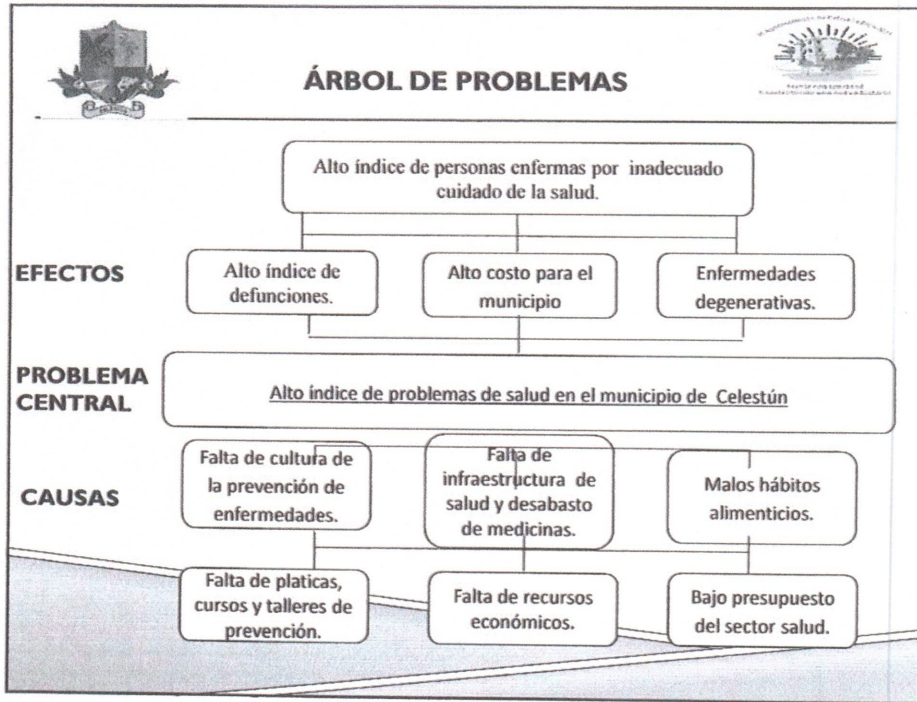 ÁRBOL DE PROBLEMAS
Alto índice de personas enfermas por inadecuado
cuidado de la salud.
EFECTOS
Alto índice de
defunciones.
Alto costo para el
municipio
Enfermedades
degenerativas.
PROBLEMA
CENTRAL
Alto índice de problemas de salud en el municipio de Celestún
CAUSAS
Falta de cultura de
la prevención de
enfermedades.
Falta de
infraestructura de
salud y desabasto
de medicinas.
Malos hábitos
alimenticios.
Falta de platicas,
cursos y talleres de
prevención.
Falta de recursos
económicos.
Bajo presupuesto
del sector salud.